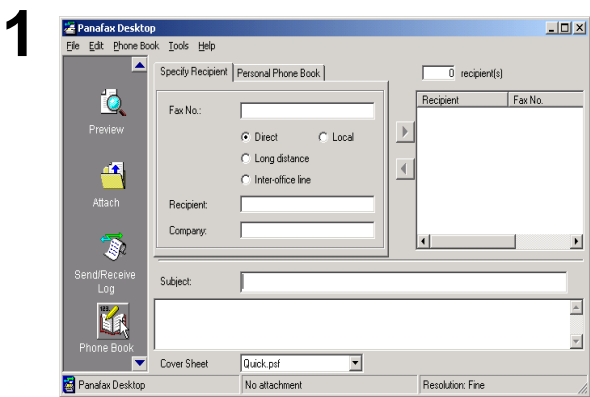 1
Panafax Desktop
File Edit Phone Book Tools Help
Specify Recipient Personal Phone Book
0 recipient(s)
Recipient Fax No.
Fax No.:
Direct Local
Long distance
Inter-office line
Recipient:
Company:
Preview
Attach
Send/Receive
Log
123..
Phone Book
Subject:
Cover Sheet Quick.psf
Panafax Desktop No attachment Resolution: Fine